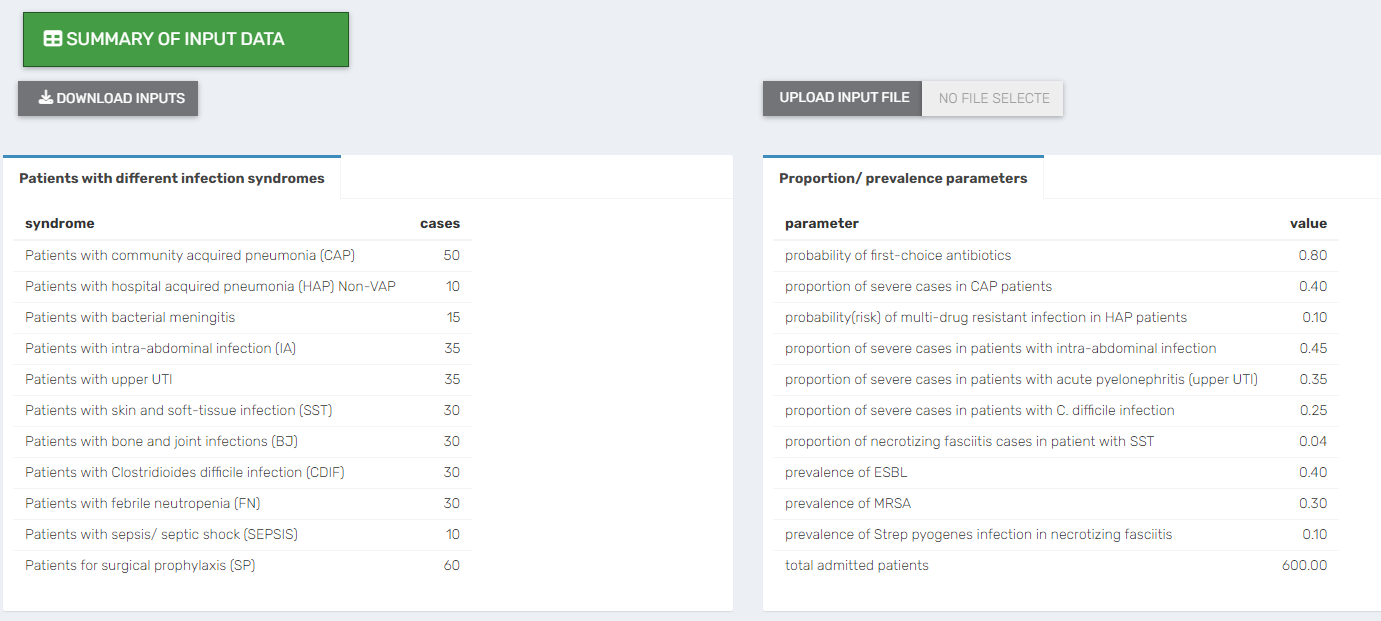 SUMMARY OF INPUT DATA
DOWNLOAD INPUTS
UPLOAD INPUT FILE NO FILE SELECTE
Patients with different infection syndromes
syndrome cases
Patients with community acquired pneumonia (CAP) 50
Patients with hospital acquired pneumonia (HAP) Non-VAP 10
Patients with bacterial meningitis 15
Patients with intra-abdominal infection (IA) 35
Patients with upper UTI 35
Patients with skin and soft-tissue infection (SST) 30
Patients with bone and joint infections (BJ) 30
Patients with Clostridioides difficile infection (CDIF) 30
Patients with febrile neutropenia (FN) 30
Patients with sepsis/ septic shock (SEPSIS) 10
Patients for surgical prophylaxis (SP) 60
Proportion/ prevalence parameters
parameter value
probability of first-choice antibiotics 0.80
proportion of severe cases in CAP patients 0.40
probability(risk) of multi-drug resistant infection in HAP patients 0.10
proportion of severe cases in patients with intra-abdominal infection 0.45
proportion of severe cases in patients with acute pyelonephritis (upper UTI) 0.35
proportion of severe cases in patients with C. difficile infection 0.25
proportion of necrotizing fasciitis cases in patient with SST 0.04
prevalence of ESBL 0.40
prevalence of MRSA 0.30
prevalence of Strep pyogenes infection in necrotizing fasciitis 0.10
total admitted patients 600.00